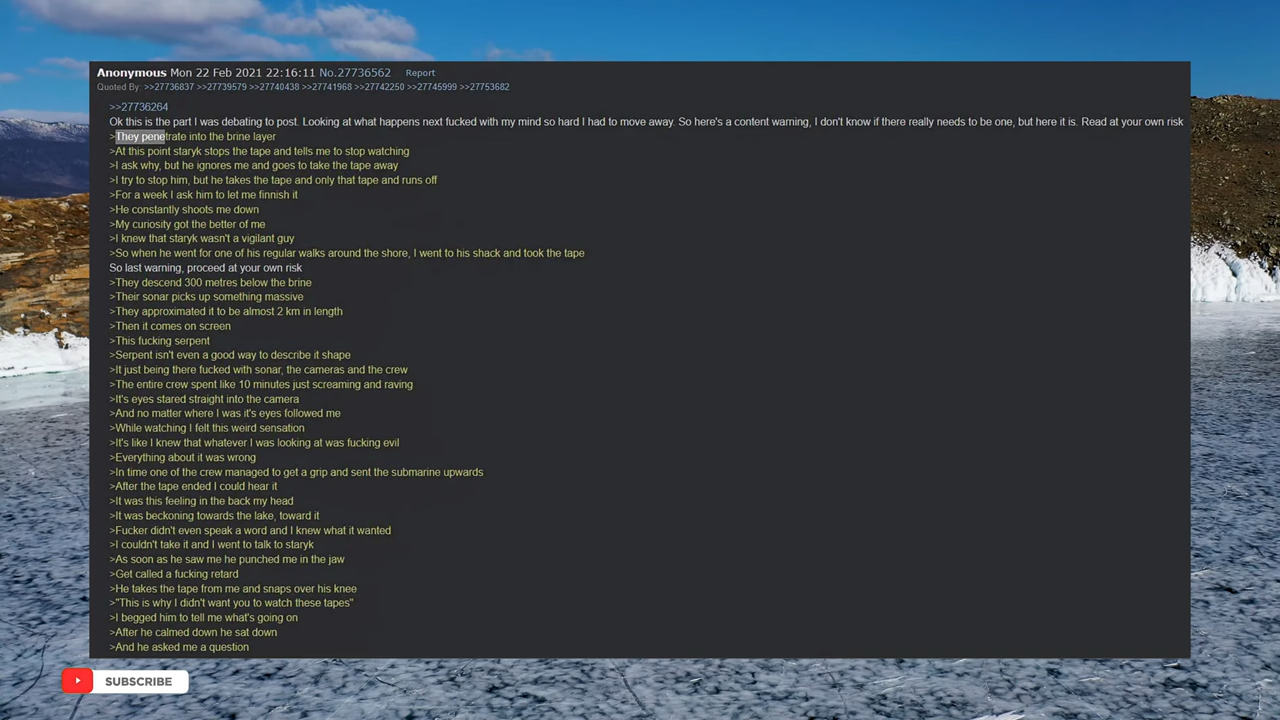 Anonymous Mon 22 Feb 2021 22:16:11 No.27736562 Report
Quoted By: >>27736837 >>27739579 >>27740438 >>27741968 >>27742250 >>27745999 >>27753682
>>27736264
Ok this is the part I was debating to post. Looking at what happens next fucked with my mind so hard I had to move away. So here's a content warning, I don't know if there really needs to be one, but here it is. Read at your own risk
>They penetrate into the brine layer
>At this point staryk stops the tape and tells me to stop watching
>I ask why, but he ignores me and goes to take the tape away
>I try to stop him, but he takes the tape and only that tape and runs off
>For a week I ask him to let me finnish it
>He constantly shoots me down
>My curiosity got the better of me
>I knew that staryk wasn't a vigilant guy
>So when he went for one of his regular walks around the shore, I went to his shack and took the tape
So last warning, proceed at your own risk
>They descend 300 metres below the brine
>Their sonar picks up something massive
>They approximated it to be almost 2 km in length
>Then it comes on screen
>This fucking serpent
>Serpent isn't even a good way to describe it shape
>It just being there fucked with sonar, the cameras and the crew
>The entire crew spent like 10 minutes just screaming and raving
>It's eyes stared straight into the camera
>And no matter where I was it's eyes followed me
>While watching I felt this weird sensation
>It's like I knew that whatever I was looking at was fucking evil
>Everything about it was wrong
>In time one of the crew managed to get a grip and sent the submarine upwards
>After the tape ended I could hear it
>It was this feeling in the back my head
>It was beckoning towards the lake, toward it
>Fucker didn't even speak a word and I knew what it wanted
>I couldn't take it and I went to talk to staryk
>As soon as he saw me he punched me in the jaw
>Get called a fucking retard
>He takes the tape from me and snaps over his knee
>"This is why I didn't want you to watch these tapes"
>I begged him to tell me what's going on
>After he calmed down he sat down
>And he asked me a question
SUBSCRIBE